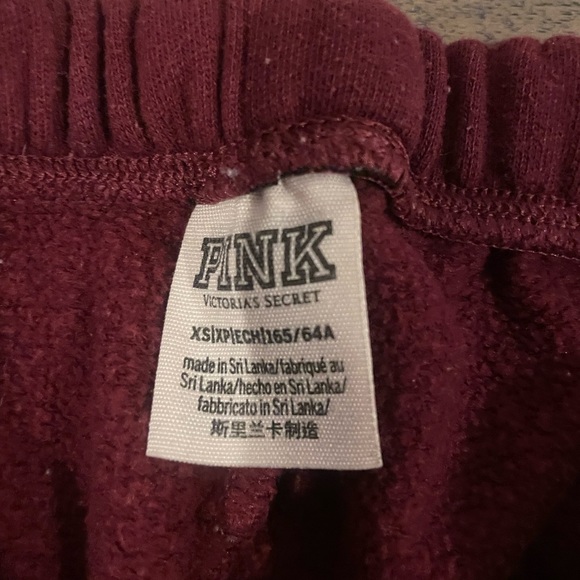 PINK
VICTORIA'S SECRET
XS|XP|ECH|165/64A
made in Sri Lanka/fabriqué au
Sri Lanka/hecho en Sri Lanka/
fabbricato in Sri Lanka/
斯里兰卡制造